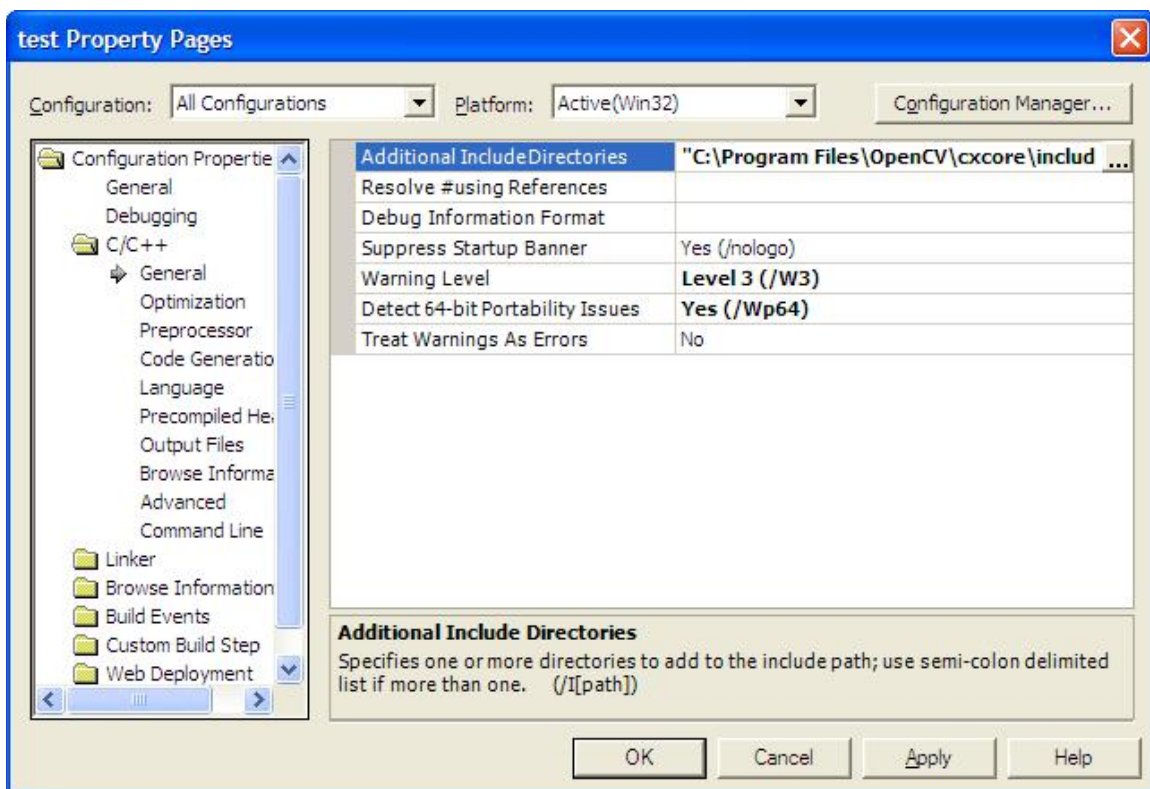 test Property Pages
Configuration: All Configurations Platform: Active(Win32) Configuration Manager...
Configuration Propertie
General
Debugging
C/C++
General
Optimization
Preprocessor
Code Generatio
Language
Precompiled Hea
Output Files
Browse Informa
Advanced
Command Line
Linker
Browse Information
Build Events
Custom Build Step
Web Deployment
Additional Include Directories "C:\Program Files\OpenCV\cxcore\includ ...
Resolve #using References
Debug Information Format
Suppress Startup Banner Yes (/nologo)
Warning Level Level 3 (/W3)
Detect 64-bit Portability Issues Yes (/Wp64)
Treat Warnings As Errors No
Additional Include Directories
Specifies one or more directories to add to the include path; use semi-colon delimited
list if more than one. (/I[path])
OK Cancel Apply Help